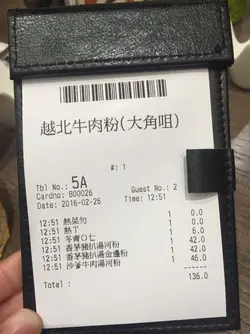 越北牛肉粉(大角咀)
#: 1
Tbl No.: 5A
Cardno: 800026 Guest No.: 2
Date: 2016-02-26 Time: 12:51
12:51 熱菜勿 1 0.0
12:51 熱T 1 0.0
12:51 冬青〇七 1 6.0
12:51 香茅豬扒湯河粉 1 42.0
12:51 香茅豬扒湯金邊粉 1 42.0
12:51 沙爹牛肉湯河粉 1 46.0
Total : 136.0